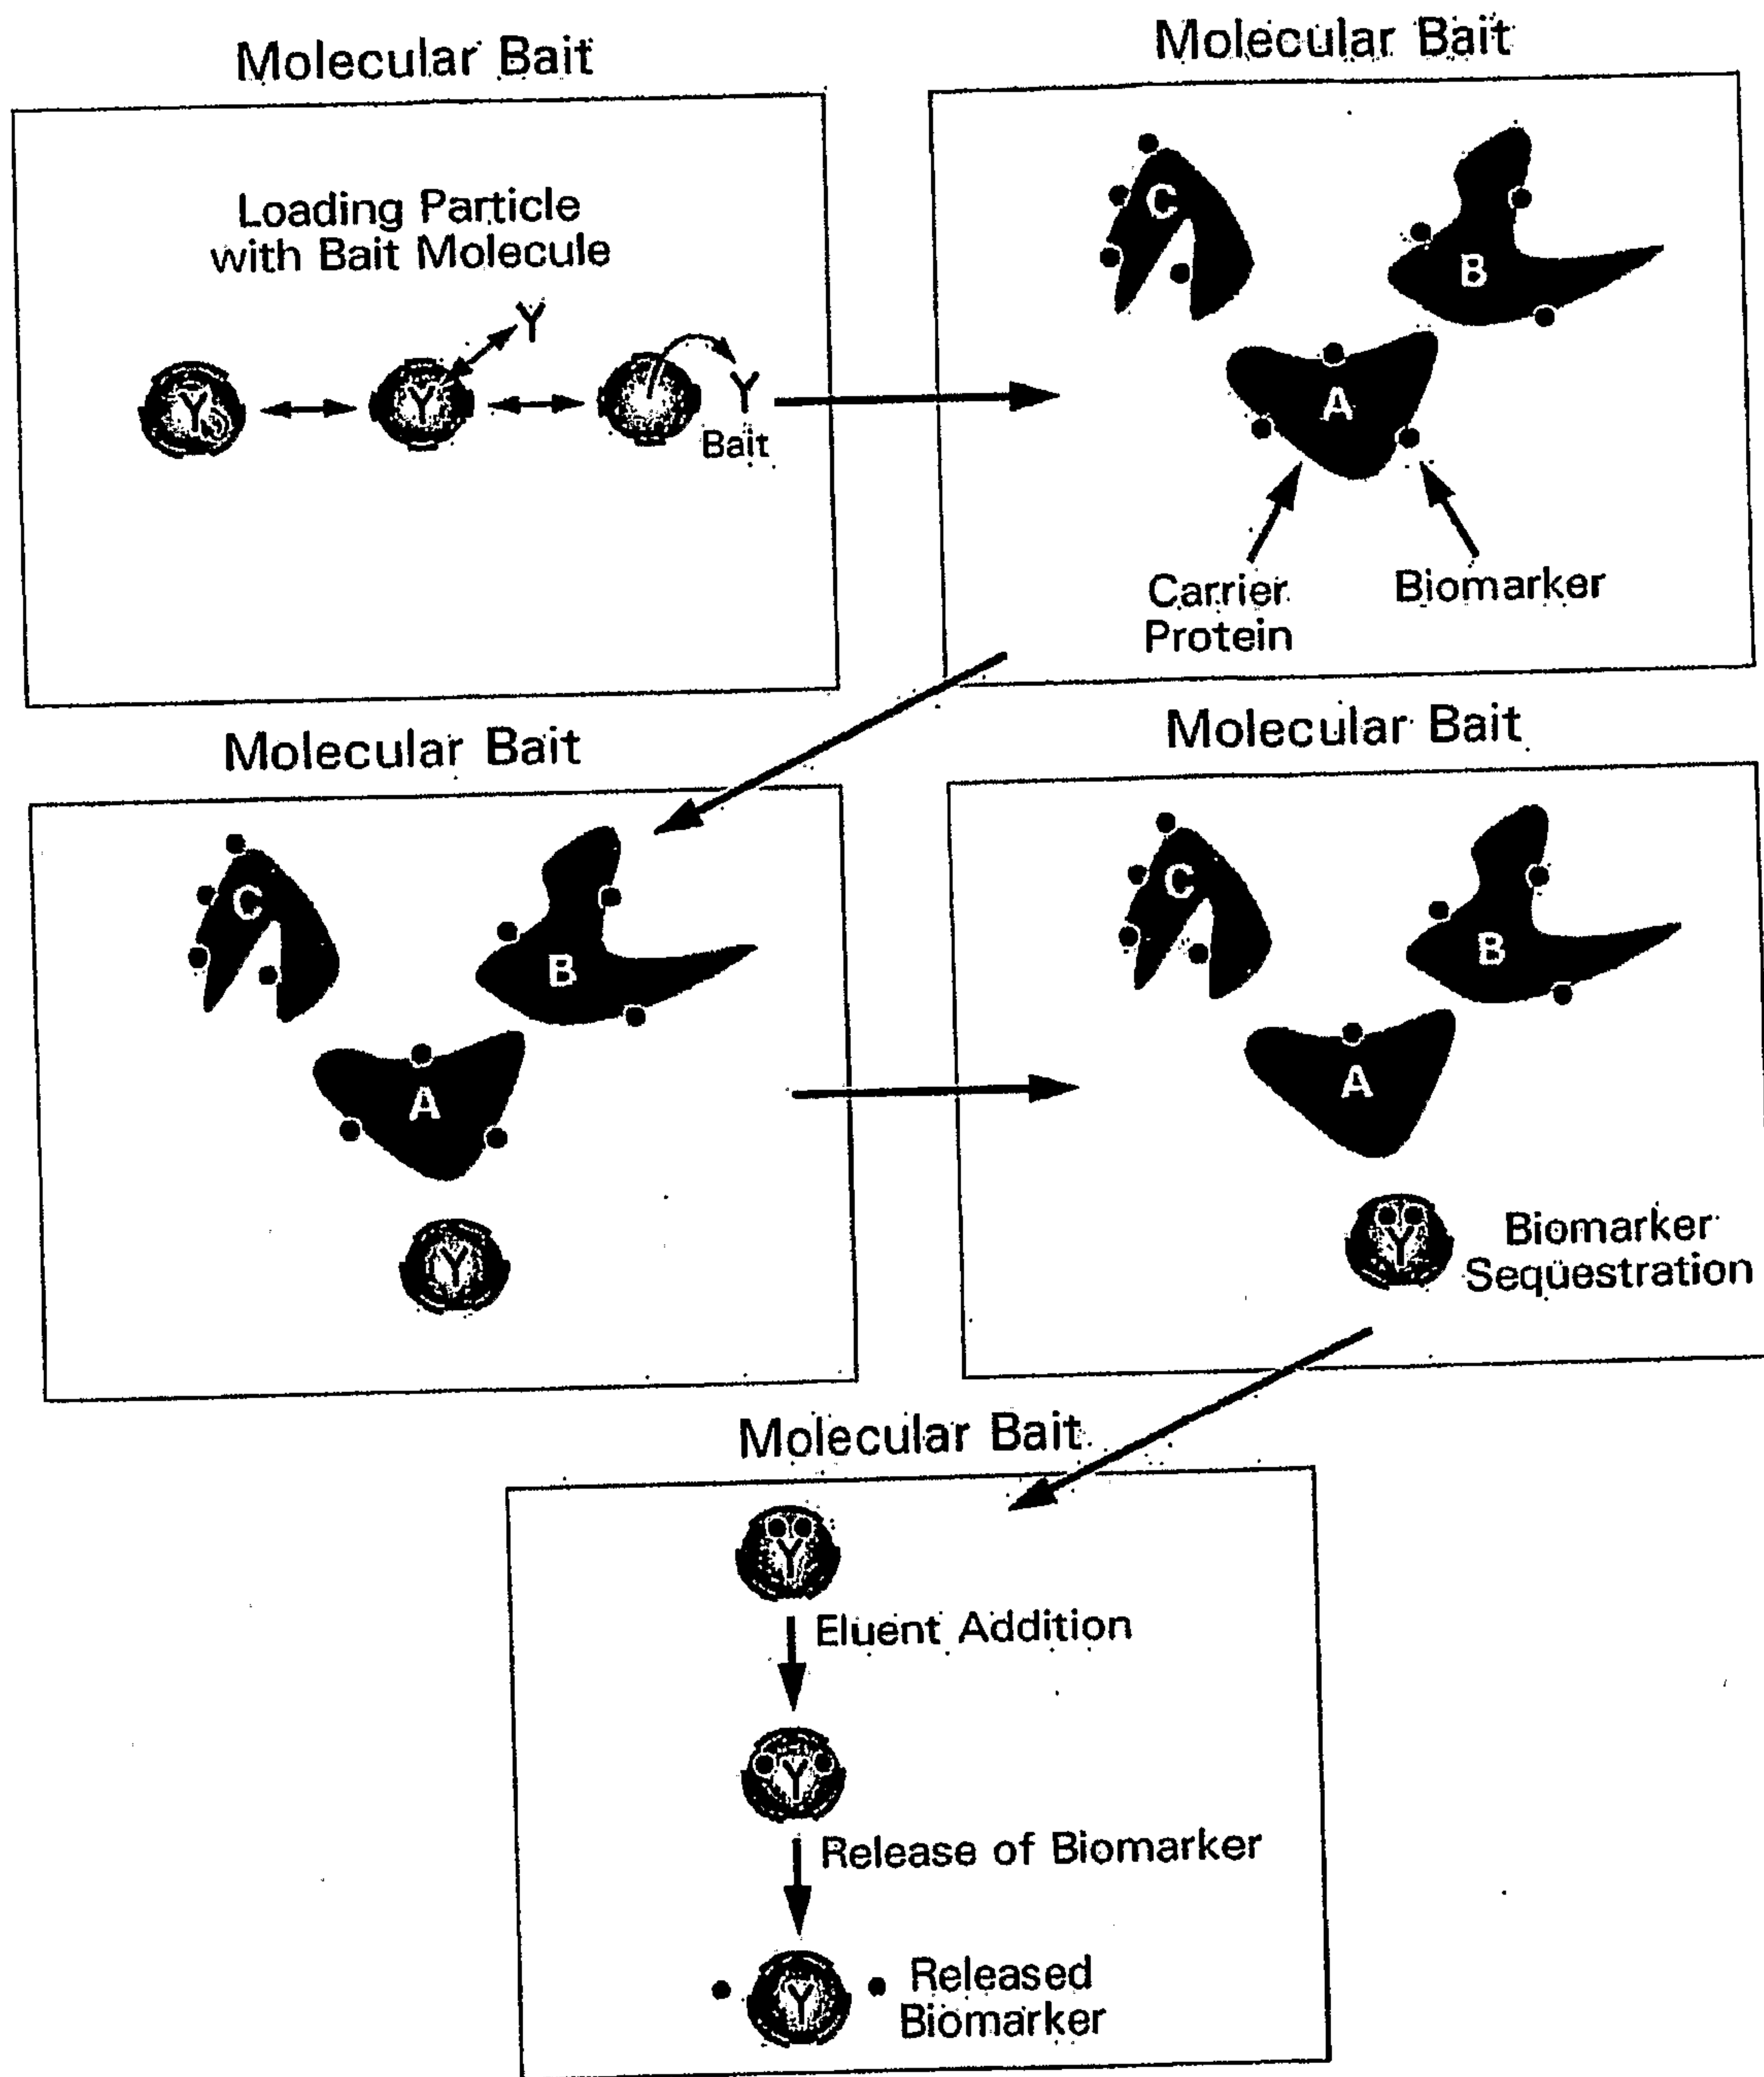 Molecular Bait
Loading Particle
with Bait Molecule
Y
Y
Y
Y
Bait
Molecular Bait
C
B
A
Carrier
Protein
Biomarker
Molecular Bait
C
B
A
Y
Molecular Bait
C
B
A
Y
Biomarker
Sequestration
Molecular Bait
Y
Eluent Addition
Y
Release of Biomarker
Y
Released
Biomarker